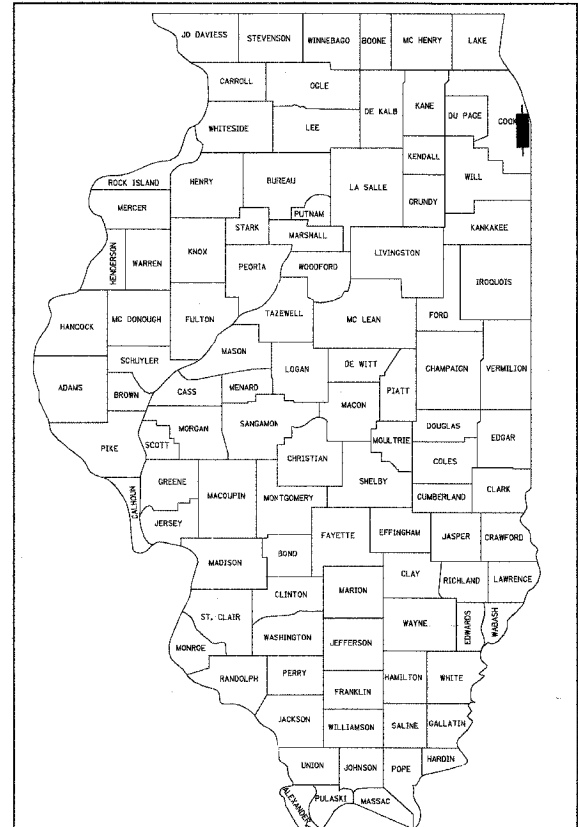 JO DAVIESS
STEVENSON
WINNEBAGO
BOONE
MC HENRY
LAKE
CARROLL
OGLE
DE KALB
KANE
DU PAGE
COOK
WHITESIDE
LEE
KENDALL
WILL
ROCK ISLAND
HENRY
BUREAU
LA SALLE
GRUNDY
MERCER
PUTNAM
STARK
MARSHALL
KANKAKEE
HENDERSON
WARREN
KNOX
PEORIA
WOODFORD
LIVINGSTON
IROQUOIS
HANCOCK
MC DONOUGH
FULTON
TAZEWELL
MC LEAN
FORD
SCHUYLER
MASON
LOGAN
DE WITT
CHAMPAIGN
VERMILION
ADAMS
BROWN
CASS
MENARD
MACON
PIATT
PIKE
SCOTT
MORGAN
SANGAMON
MOULTRIE
DOUGLAS
EDGAR
CHRISTIAN
COLES
CALHOUN
GREENE
MACOUPIN
MONTGOMERY
SHELBY
CUMBERLAND
CLARK
JERSEY
FAYETTE
EFFINGHAM
JASPER
CRAWFORD
MADISON
BOND
CLAY
RICHLAND
LAWRENCE
CLINTON
MARION
ST. CLAIR
WAYNE
EDWARDS
WABASH
MONROE
WASHINGTON
JEFFERSON
RANDOLPH
PERRY
HAMILTON
WHITE
FRANKLIN
JACKSON
WILLIAMSON
SALINE
GALLATIN
UNION
JOHNSON
POPE
HARDIN
ALEXANDER
PULASKI
MASSAC